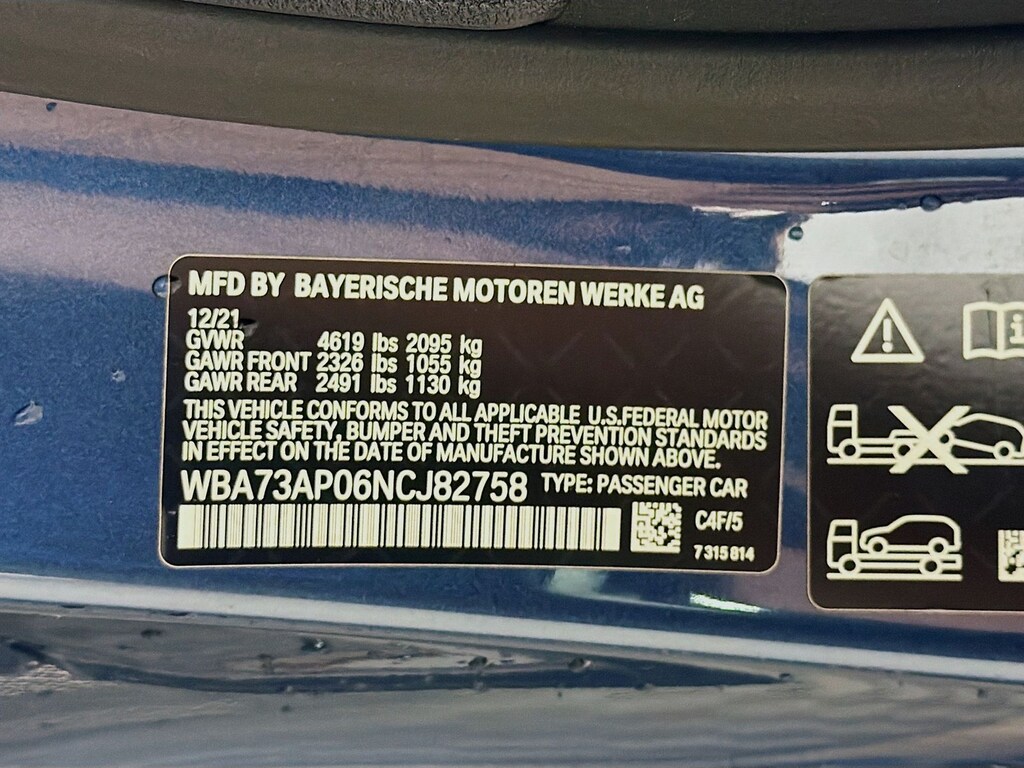 MFD BY BAYERISCHE MOTOREN WERKE AG
12/21
GVWR 4619 lbs 2095 kg
GAWR FRONT 2326 lbs 1055 kg
GAWR REAR 2491 lbs 1130 kg
THIS VEHICLE CONFORMS TO ALL APPLICABLE U.S.FEDERAL MOTOR
VEHICLE SAFETY, BUMPER AND THEFT PREVENTION STANDARDS
IN EFFECT ON THE DATE OF MANUFACTURE SHOWN ABOVE.
WBA73AP06NCJ82758 TYPE: PASSENGER CAR
C4F/5
7315814